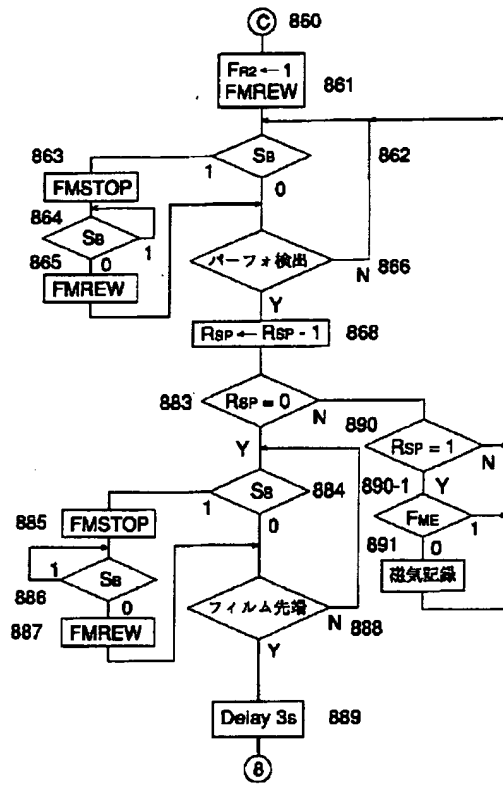 C 860
FR2 ← 1
FMREW 861
863 SB 862
1 0
FMSTOP
864
SB 1
865 0
FMREW
パーフォ検出 866
N
Y
RSP ← RSP - 1 868
883 RSP = 0 N
Y
890
RSP = 1 N
890-1 Y
SB 884
1 0
885
FMSTOP
FME 1
891 0
磁気記録
1 SB
886 0
887 FMREW
フィルム先端
N 888
Y
Delay 3s 889
8